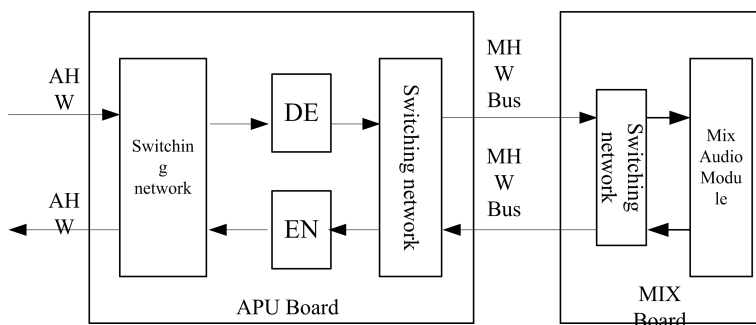 AH
W
AH
W
Switchin
g network
DE
EN
Switching network
MH
W
Bus
MH
W
Bus
Switching
network
Mix
Audio
Modu
le
APU Board
MIX
Board